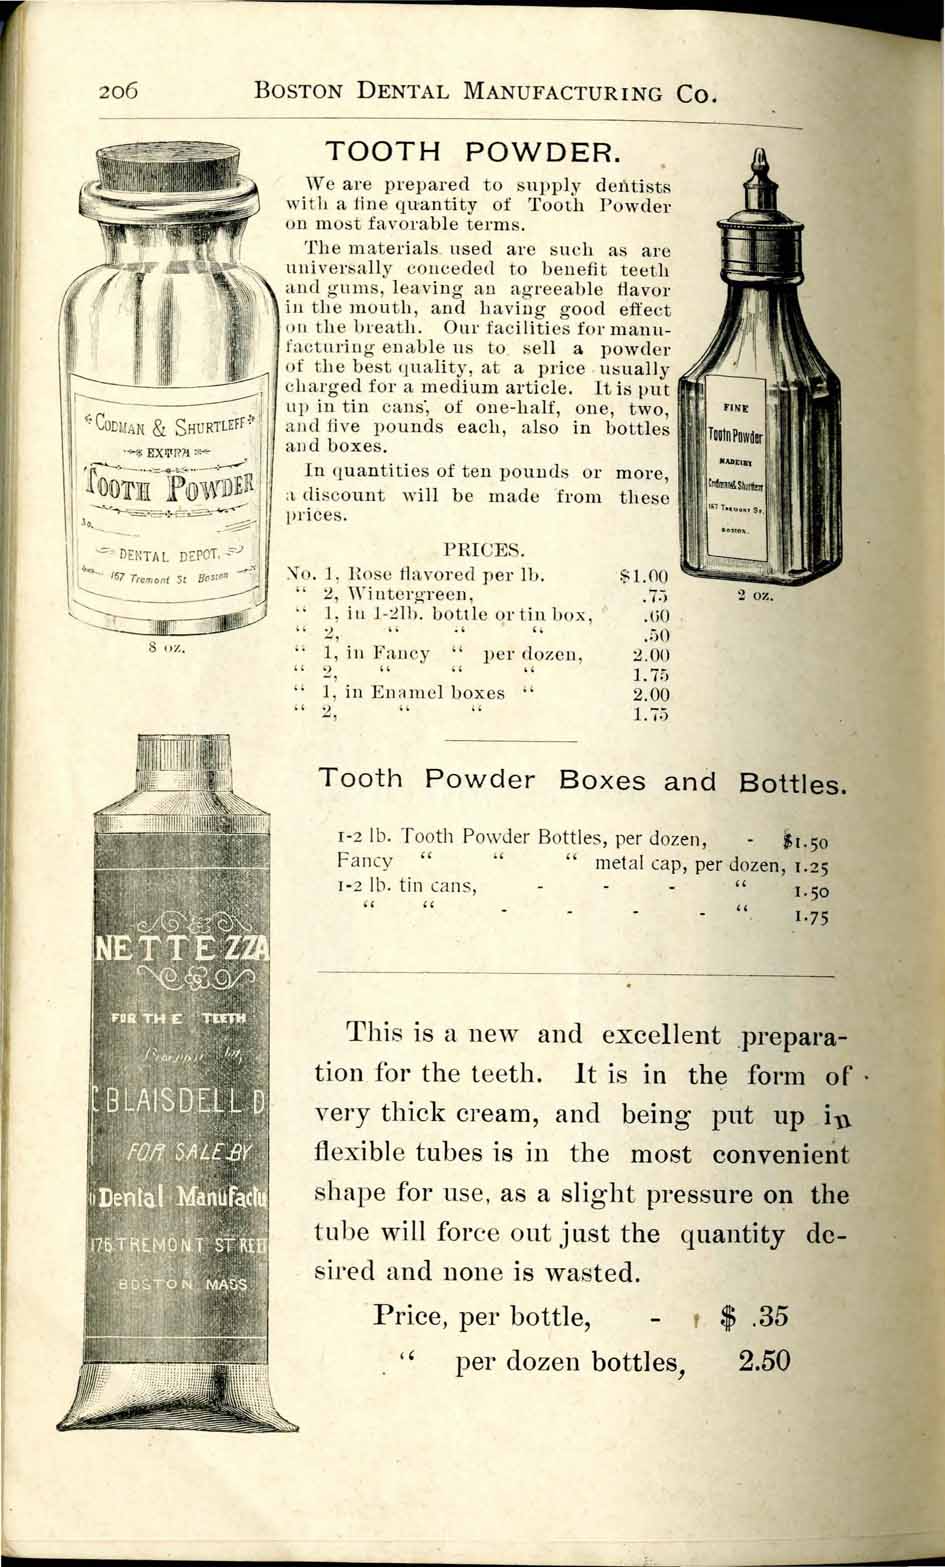 206 BOSTON DENTAL MANUFACTURING CO.
TOOTH POWDER.
We are prepared to supply dentists
with a fine quantity of Tooth Powder
on most favorable terms.
The materials used are such as are
universally conceded to benefit teeth
and gums, leaving an agreeable flavor
in the mouth, and having good effect
on the breath. Our facilities for manu-
facturing enable us to sell a powder
of the best quality, at a price usually
charged for a medium article. It is put
up in tin cans, of one-half, one, two,
and five pounds each, also in bottles
and boxes.
In quantities of ten pounds or more,
a discount will be made from these
prices.
PRICES.
No. 1, Rose flavored per lb. $1.00
“ 2, Wintergreen, .75
“ 1, in 1-2lb. bottle or tin box, .60
“ 2, “ “ “ .50
“ 1, in Fancy “ per dozen, 2.00
“ 2, “ “ “ 1.75
“ 1, in Enamel boxes “ 2.00
“ 2, “ “ 1.75
CODMAN & SHURTLEFF
EXTRA
TOOTH POWDER
DENTAL DEPOT.
167 Tremont St Boston
8 oz.
FINE
Tooth Powder
MADE BY
Codman & Shurtleff
167 TREMONT ST.
BOSTON.
2 oz.
Tooth Powder Boxes and Bottles.
1-2 lb. Tooth Powder Bottles, per dozen, - $1.50
Fancy “ “ “ metal cap, per dozen, 1.25
1-2 lb. tin cans, - - - “ 1.50
“ “ - - - - “ 1.75
NETTEZZA
FOR THE TEETH
C BLAISDELL D
FOR SALE BY
Dental Manufactu
176 TREMONT STREET
BOSTON MASS
This is a new and excellent prepara-
tion for the teeth. It is in the form of
very thick cream, and being put up in
flexible tubes is in the most convenient
shape for use, as a slight pressure on the
tube will force out just the quantity de-
sired and none is wasted.
Price, per bottle, - $ .35
“ per dozen bottles, 2.50